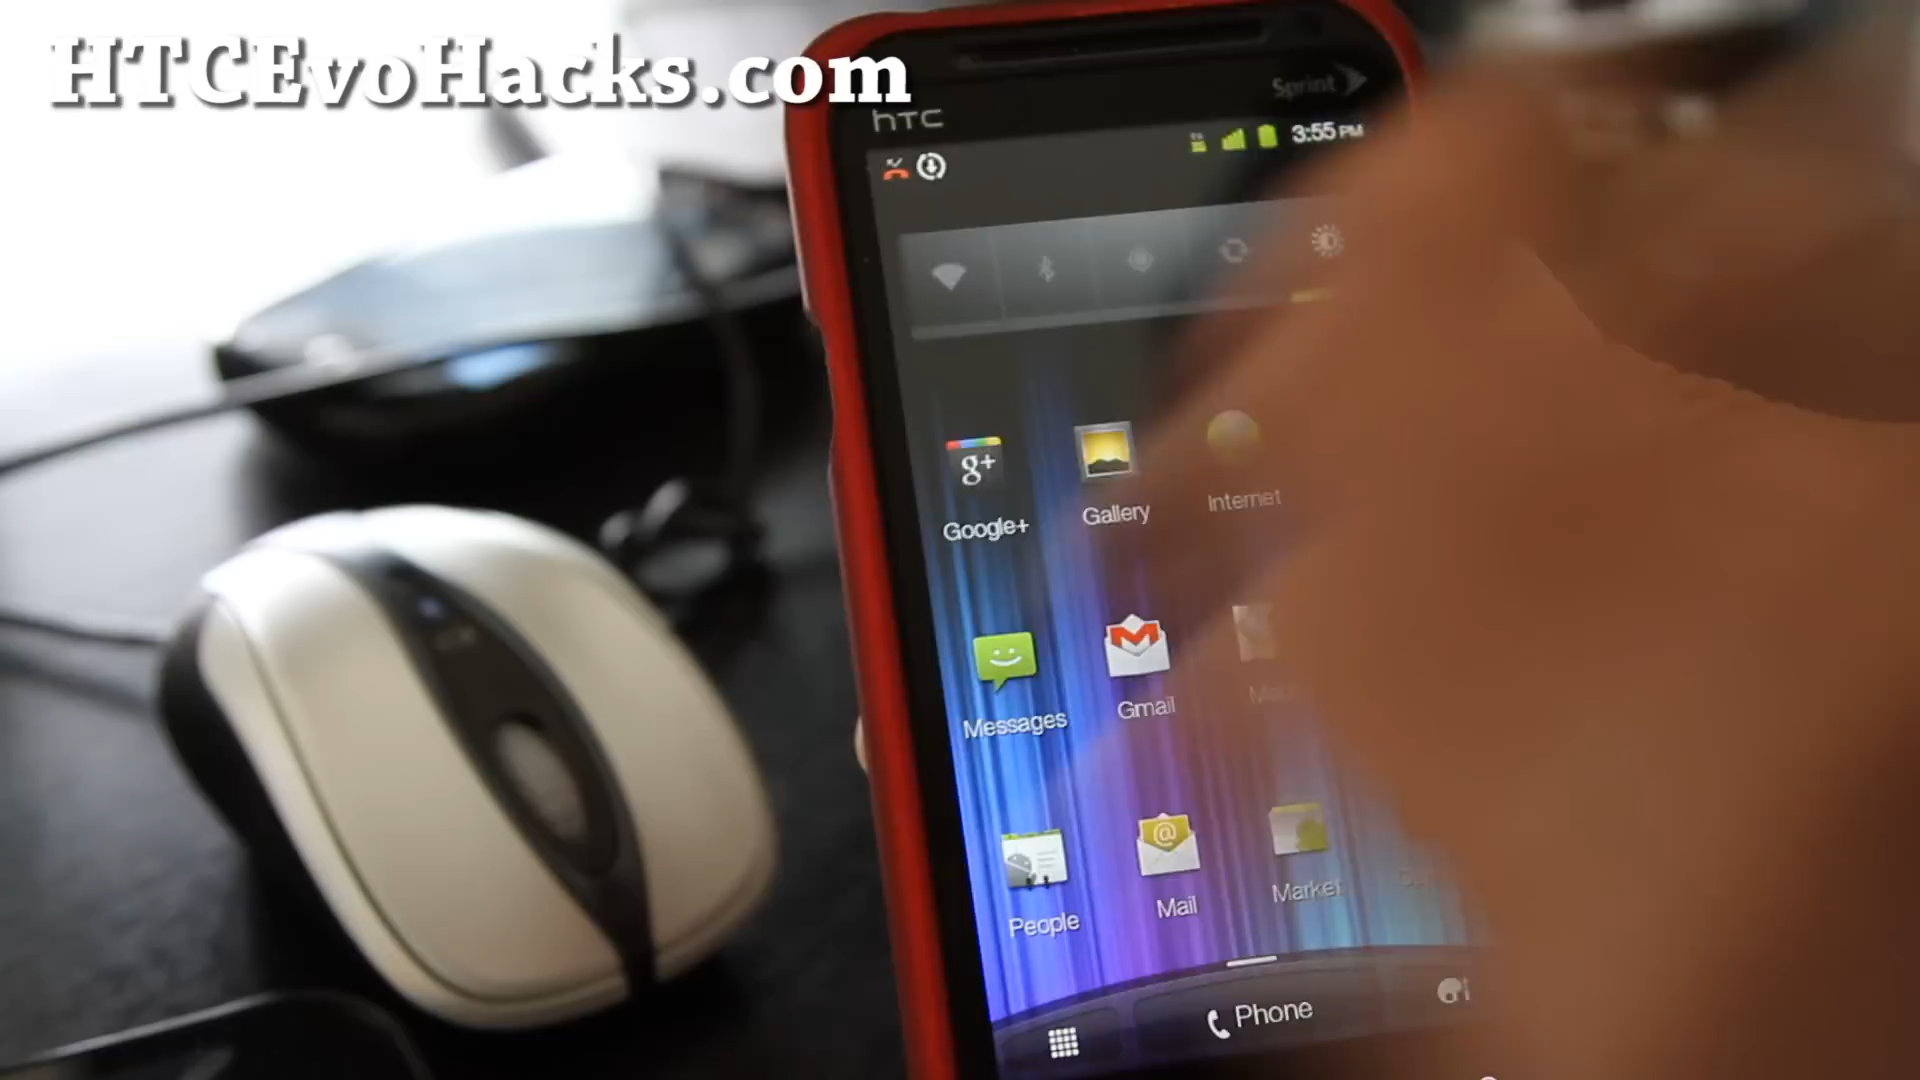 HTCEvoHacks.com
Sprint
hTC
3:55 PM
g+
Google+
Gallery
Internet
Messages
Gmail
People
Mail
Market
Phone